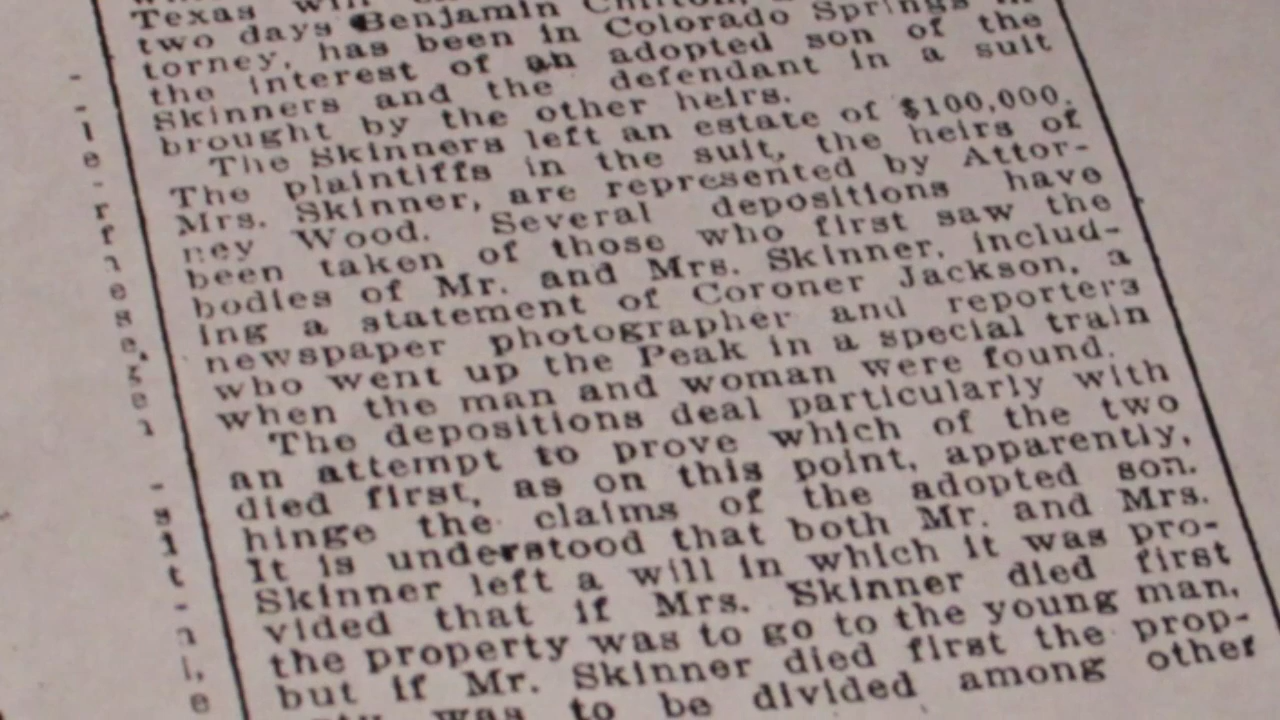 Texas
two days Benjamin Chilton,
torney, has been in Colorado Springs in
the interest of an adopted son of the
Skinners and the defendant in a suit
brought by the other heirs.
The Skinners left an estate of $100,000.
The plaintiffs in the suit, the heirs of
Mrs. Skinner, are represented by Attor-
ney Wood. Several depositions have
been taken of those who first saw the
bodies of Mr. and Mrs. Skinner, includ-
ing a statement of Coroner Jackson, a
newspaper photographer and reporters
who went up the Peak in a special train
when the man and woman were found.
The depositions deal particularly with
an attempt to prove which of the two
died first, as on this point, apparently,
hinge the claims of the adopted son.
It is understood that both Mr. and Mrs.
Skinner left a will in which it was pro-
vided that if Mrs. Skinner died first
the property was to go to the young man,
but if Mr. Skinner died first the prop-
was to be divided among other